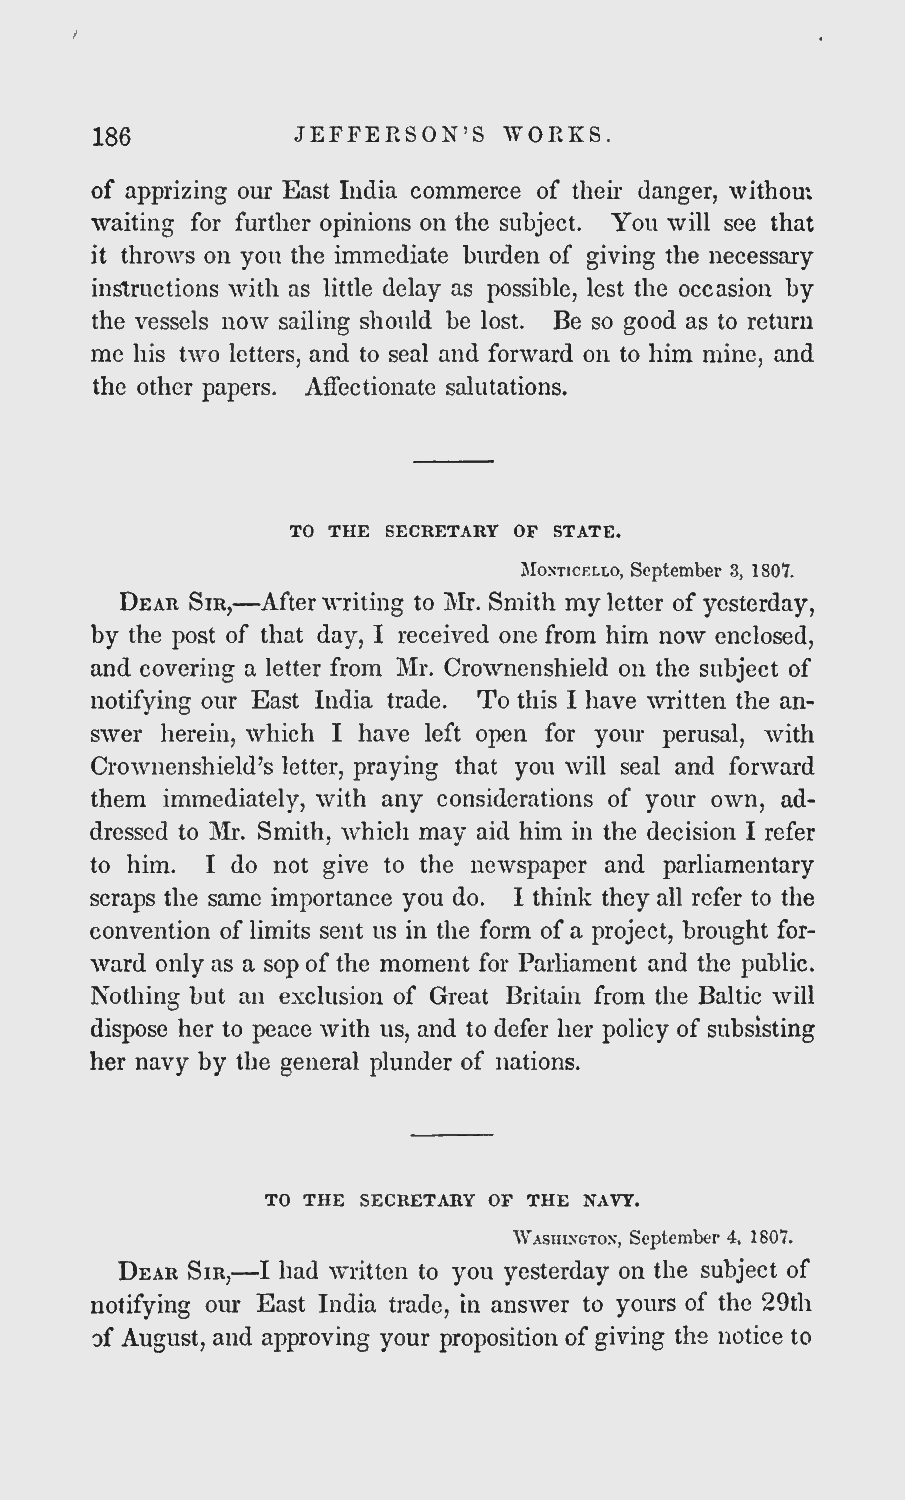 186 JEFFERSON'S WORKS.
of apprizing our East India commerce of their danger, without
waiting for further opinions on the subject. You will see that
it throws on you the immediate burden of giving the necessary
instructions with as little delay as possible, lest the occasion by
the vessels now sailing should be lost. Be so good as to return
me his two letters, and to seal and forward on to him mine, and
the other papers. Affectionate salutations.
TO THE SECRETARY OF STATE.
MONTICELLO, September 3, 1807.
DEAR SIR,—After writing to Mr. Smith my letter of yesterday,
by the post of that day, I received one from him now enclosed,
and covering a letter from Mr. Crownenshield on the subject of
notifying our East India trade. To this I have written the an-
swer herein, which I have left open for your perusal, with
Crownenshield's letter, praying that you will seal and forward
them immediately, with any considerations of your own, ad-
dressed to Mr. Smith, which may aid him in the decision I refer
to him. I do not give to the newspaper and parliamentary
scraps the same importance you do. I think they all refer to the
convention of limits sent us in the form of a project, brought for-
ward only as a sop of the moment for Parliament and the public.
Nothing but an exclusion of Great Britain from the Baltic will
dispose her to peace with us, and to defer her policy of subsisting
her navy by the general plunder of nations.
TO THE SECRETARY OF THE NAVY.
WASHINGTON, September 4, 1807.
DEAR SIR,—I had written to you yesterday on the subject of
notifying our East India trade, in answer to yours of the 29th
of August, and approving your proposition of giving the notice to